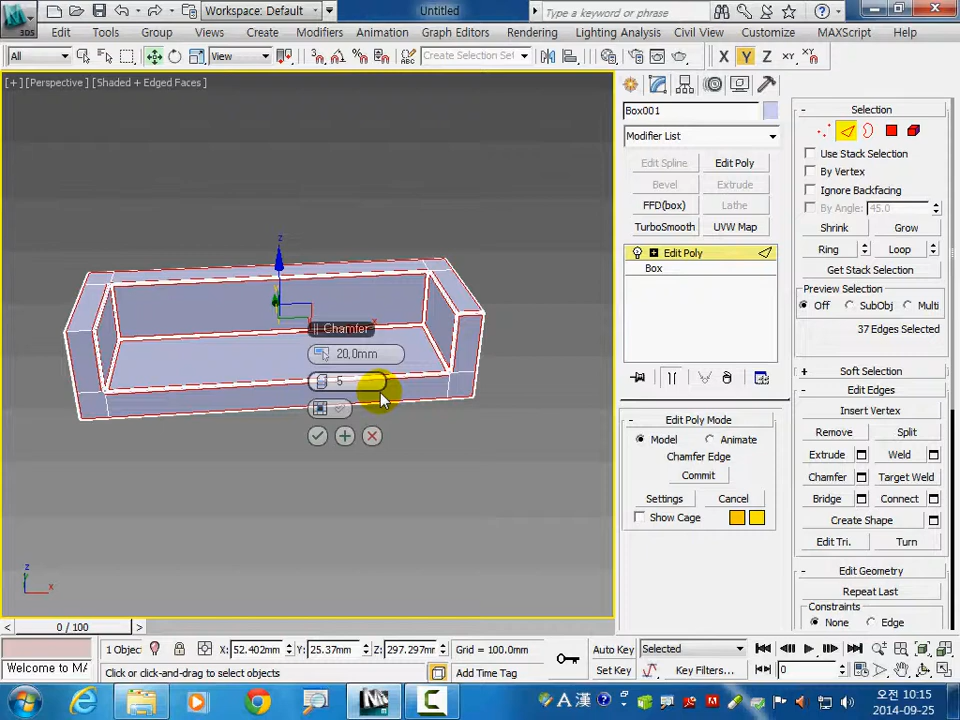 3DS
Workspace: Default
Untitled
Type a keyword or phrase
Edit Tools Group Views Create Modifiers Animation Graph Editors Rendering Civil View Lighting Analysis Customize MAXScript Help
All
View
Create Selection Set
X Y Z XY
[+] [Perspective] [Shaded + Edged Faces]
z
x
Chamfer
20,0mm
5
z
y
x
Box001
Modifier List
Edit Spline
Edit Poly
Bevel
Extrude
FFD(box)
Lathe
TurboSmooth
UVW Map
Edit Poly
Box
Edit Poly Mode
Model
Animate
Chamfer Edge
Commit
Settings
Cancel
Show Cage
Selection
Use Stack Selection
By Vertex
Ignore Backfacing
By Angle: 45.0
Shrink
Grow
Ring
Loop
Get Stack Selection
Preview Selection
Off
SubObj
Multi
37 Edges Selected
Soft Selection
Edit Edges
Insert Vertex
Remove
Split
Extrude
Weld
Chamfer
Target Weld
Bridge
Connect
Create Shape
Edit Tri.
Turn
Edit Geometry
Repeat Last
Constraints
None
Edge
0 / 100
1 Object
X: 52.402mm
Y: 25.37mm
Z: 297.297mm
Grid = 100.0mm
Auto Key
Selected
Welcome to MA
Click or click-and-drag to select objects
Add Time Tag
Set Key
Key Filters...
0
A 漢
오전 10:15
2014-09-25